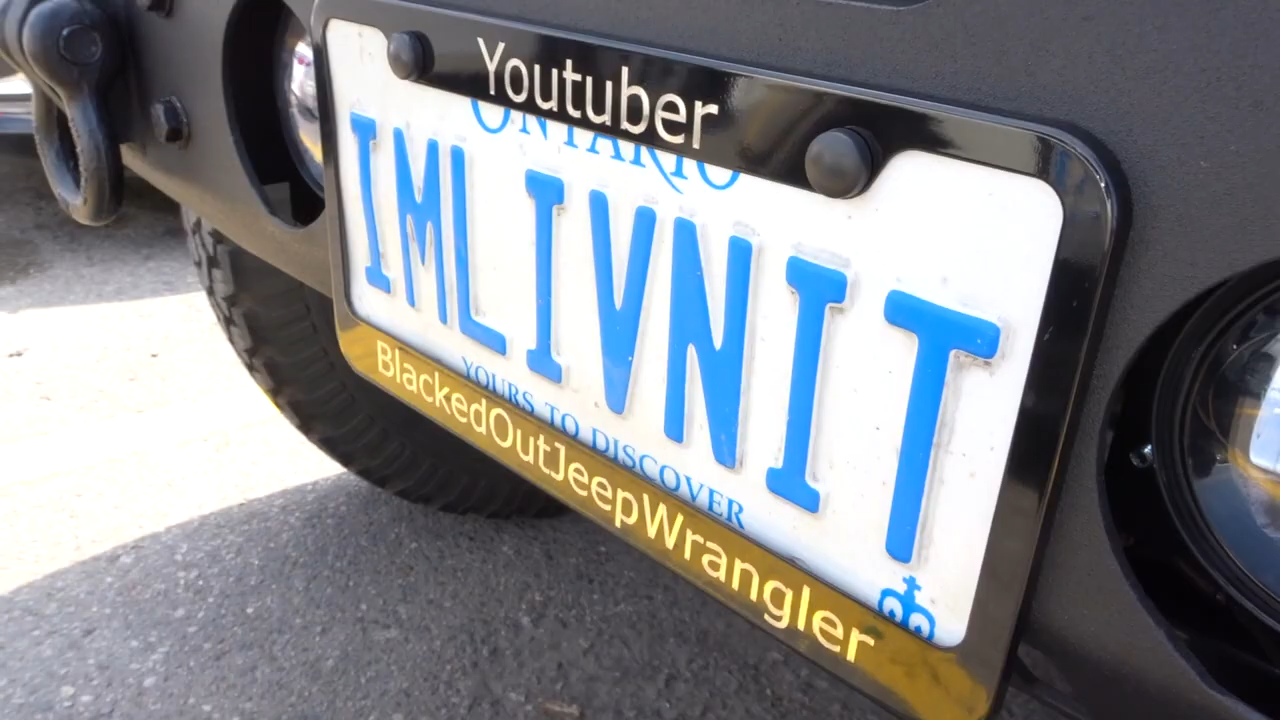 Youtuber
ONTARIO
IMLIVNIT
YOURS TO DISCOVER
BlackedOutJeepWrangler